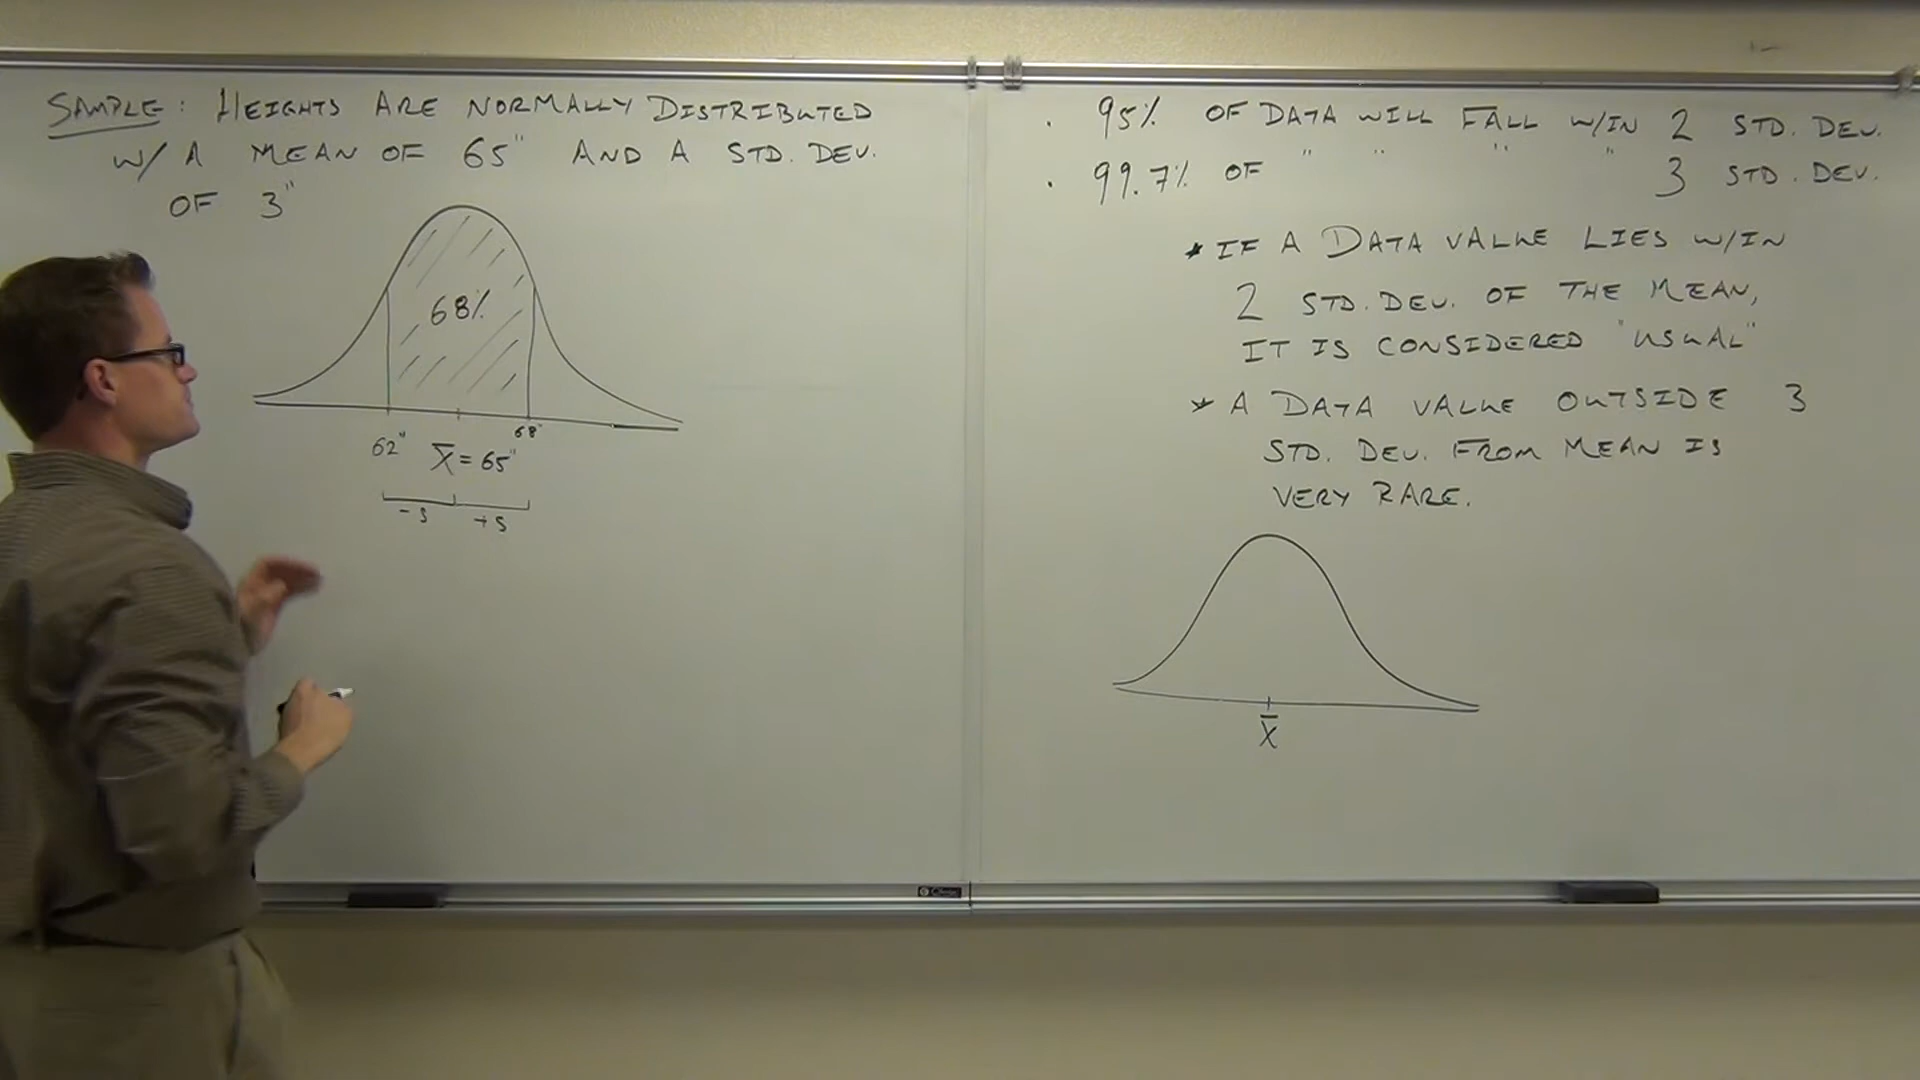 SAMPLE: HEIGHTS ARE NORMALLY DISTRIBUTED
W/ A MEAN OF 65" AND A STD. DEV.
OF 3"
68%
62" 68"
X̄ = 65"
-s +s
· 95% OF DATA WILL FALL W/IN 2 STD. DEV.
· 99.7% OF " " " " 3 STD. DEV.
* IF A DATA VALUE LIES W/IN
2 STD. DEV. OF THE MEAN,
IT IS CONSIDERED "USUAL"
* A DATA VALUE OUTSIDE 3
STD. DEV. FROM MEAN IS
VERY RARE.
X̄